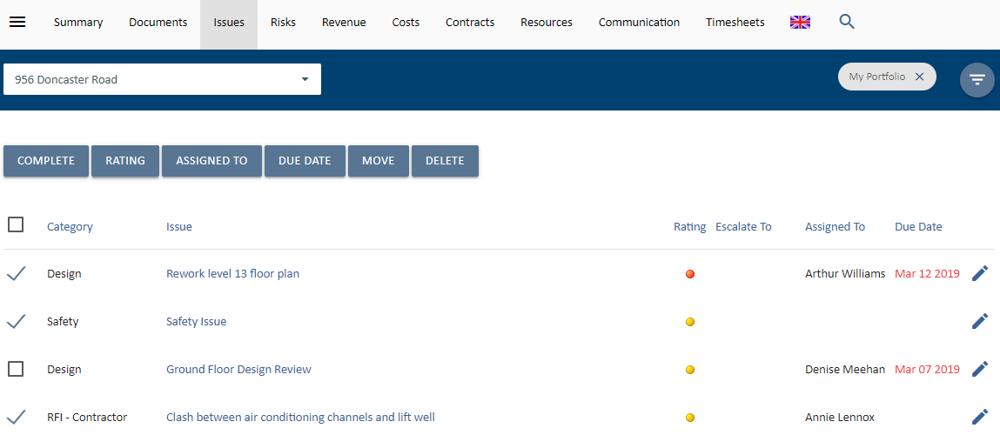 Summary Documents Issues Risks Revenue Costs Contracts Resources Communication Timesheets
956 Doncaster Road My Portfolio
COMPLETE RATING ASSIGNED TO DUE DATE MOVE DELETE
Category Issue Rating Escalate To Assigned To Due Date
Design Rework level 13 floor plan Arthur Williams Mar 12 2019
Safety Safety Issue
Design Ground Floor Design Review Denise Meehan Mar 07 2019
RFI - Contractor Clash between air conditioning channels and lift well Annie Lennox